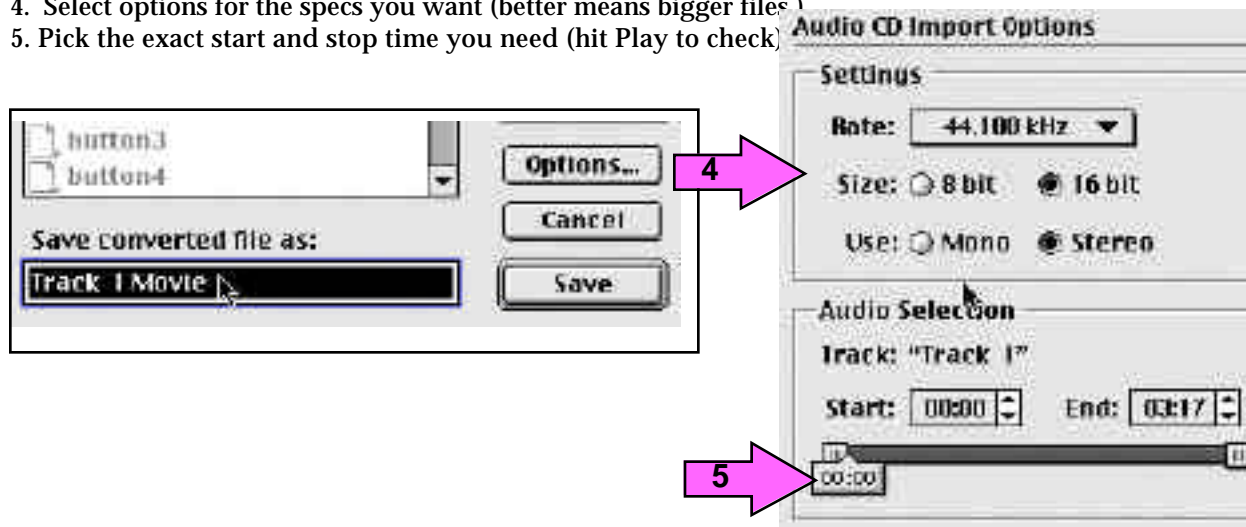 4. Select options for the specs you want (better means bigger files.)
5. Pick the exact start and stop time you need (hit Play to check)
button3
button4
Options...
Cancel
Save converted file as:
Track 1 Movie
Save
4
Audio CD Import Options
Settings
Rate: 44.100 kHz
Size: 8 bit 16 bit
Use: Mono Stereo
Audio Selection
Track: "Track 1"
Start: 00:00 End: 03:17
5
00:00